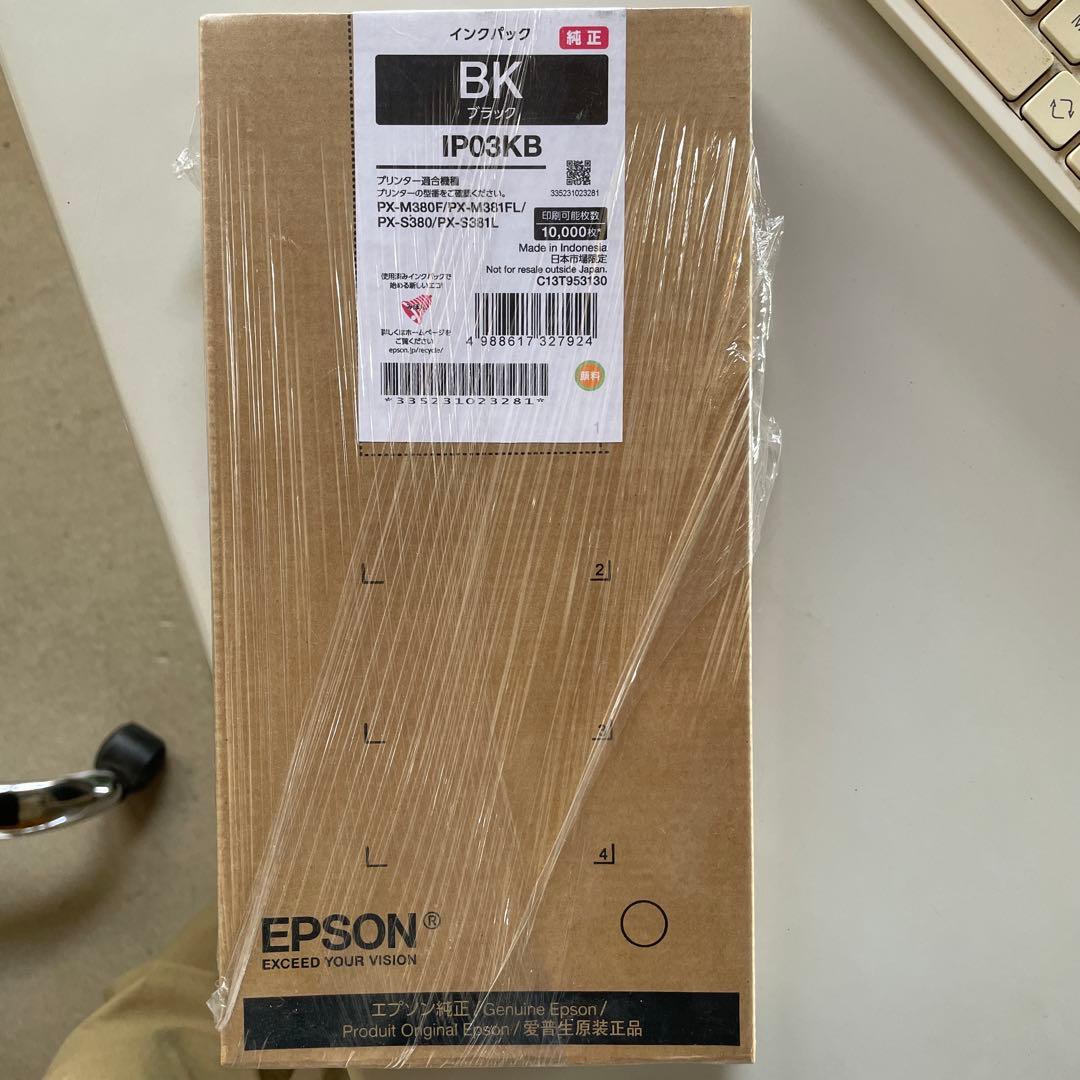 インクパック
純正
BK
ブラック
IP03KB
プリンター適合機種
プリンターの型番をご確認ください。
335231023281
PX-M380F/PX-M381FL/
PX-S380/PX-S381L
印刷可能枚数
10,000枚*
Made in Indonesia
日本市場限定
Not for resale outside Japan.
C13T953130
使用済みインクパックで
始める新しいエコ!
詳しくはホームページを
ご覧ください
epson.jp/recycle/
4 988617 327924
顔料
*335231023281*
1
2
3
4
EPSON®
EXCEED YOUR VISION
エプソン純正/Genuine Epson/
Produit Original Epson/爱普生原装正品